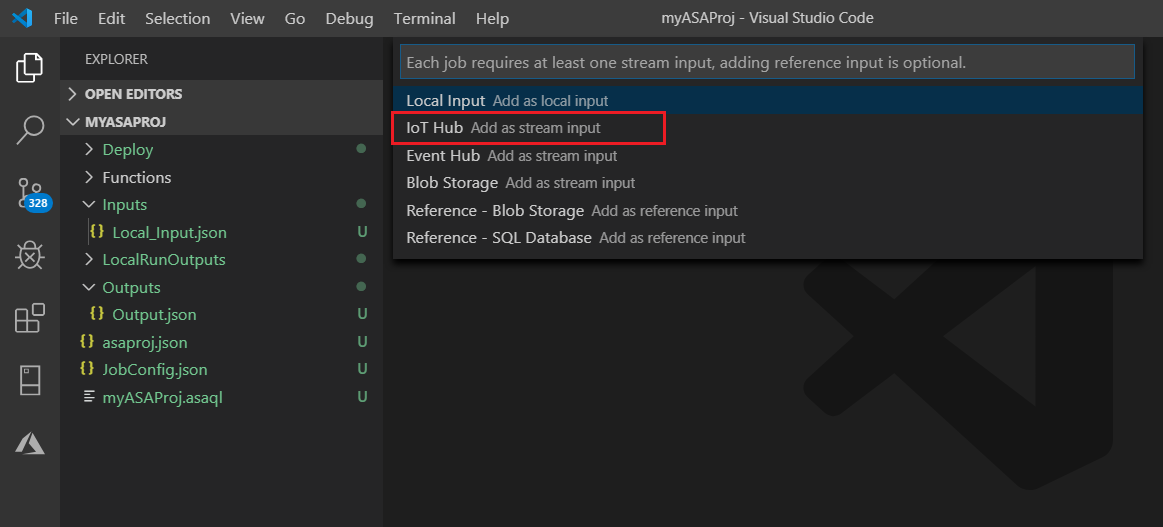 File Edit Selection View Go Debug Terminal Help myASAProj - Visual Studio Code
EXPLORER
OPEN EDITORS
MYASAPROJ
Deploy
Functions
Inputs
{} Local_Input.json U
LocalRunOutputs
Outputs
{} Output.json U
{} asaproj.json U
{} JobConfig.json U
myASAProj.asaql U
328
Each job requires at least one stream input, adding reference input is optional.
Local Input Add as local input
IoT Hub Add as stream input
Event Hub Add as stream input
Blob Storage Add as stream input
Reference - Blob Storage Add as reference input
Reference - SQL Database Add as reference input